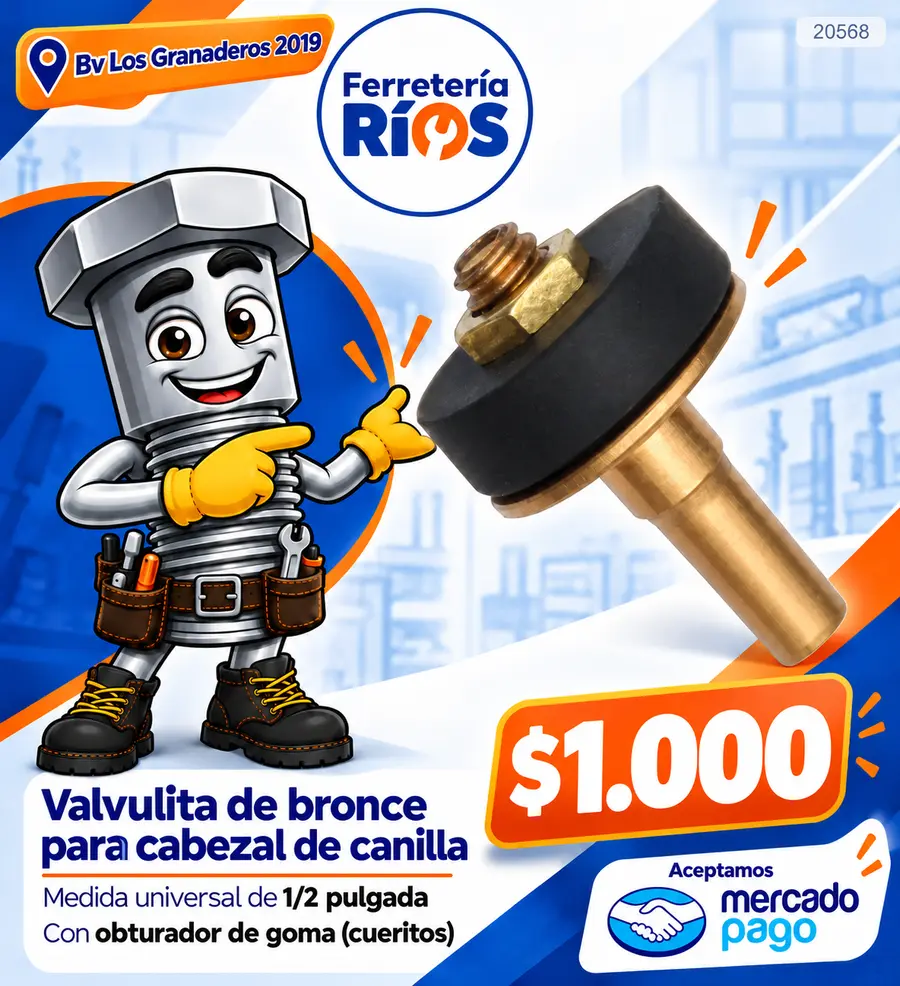 Bv Los Granaderos 2019
Ferretería
RÍOS
20568
$1.000
Valvulita de bronce
para cabezal de canilla
Medida universal de 1/2 pulgada
Con obturador de goma (cueritos)
Aceptamos
mercado
pago